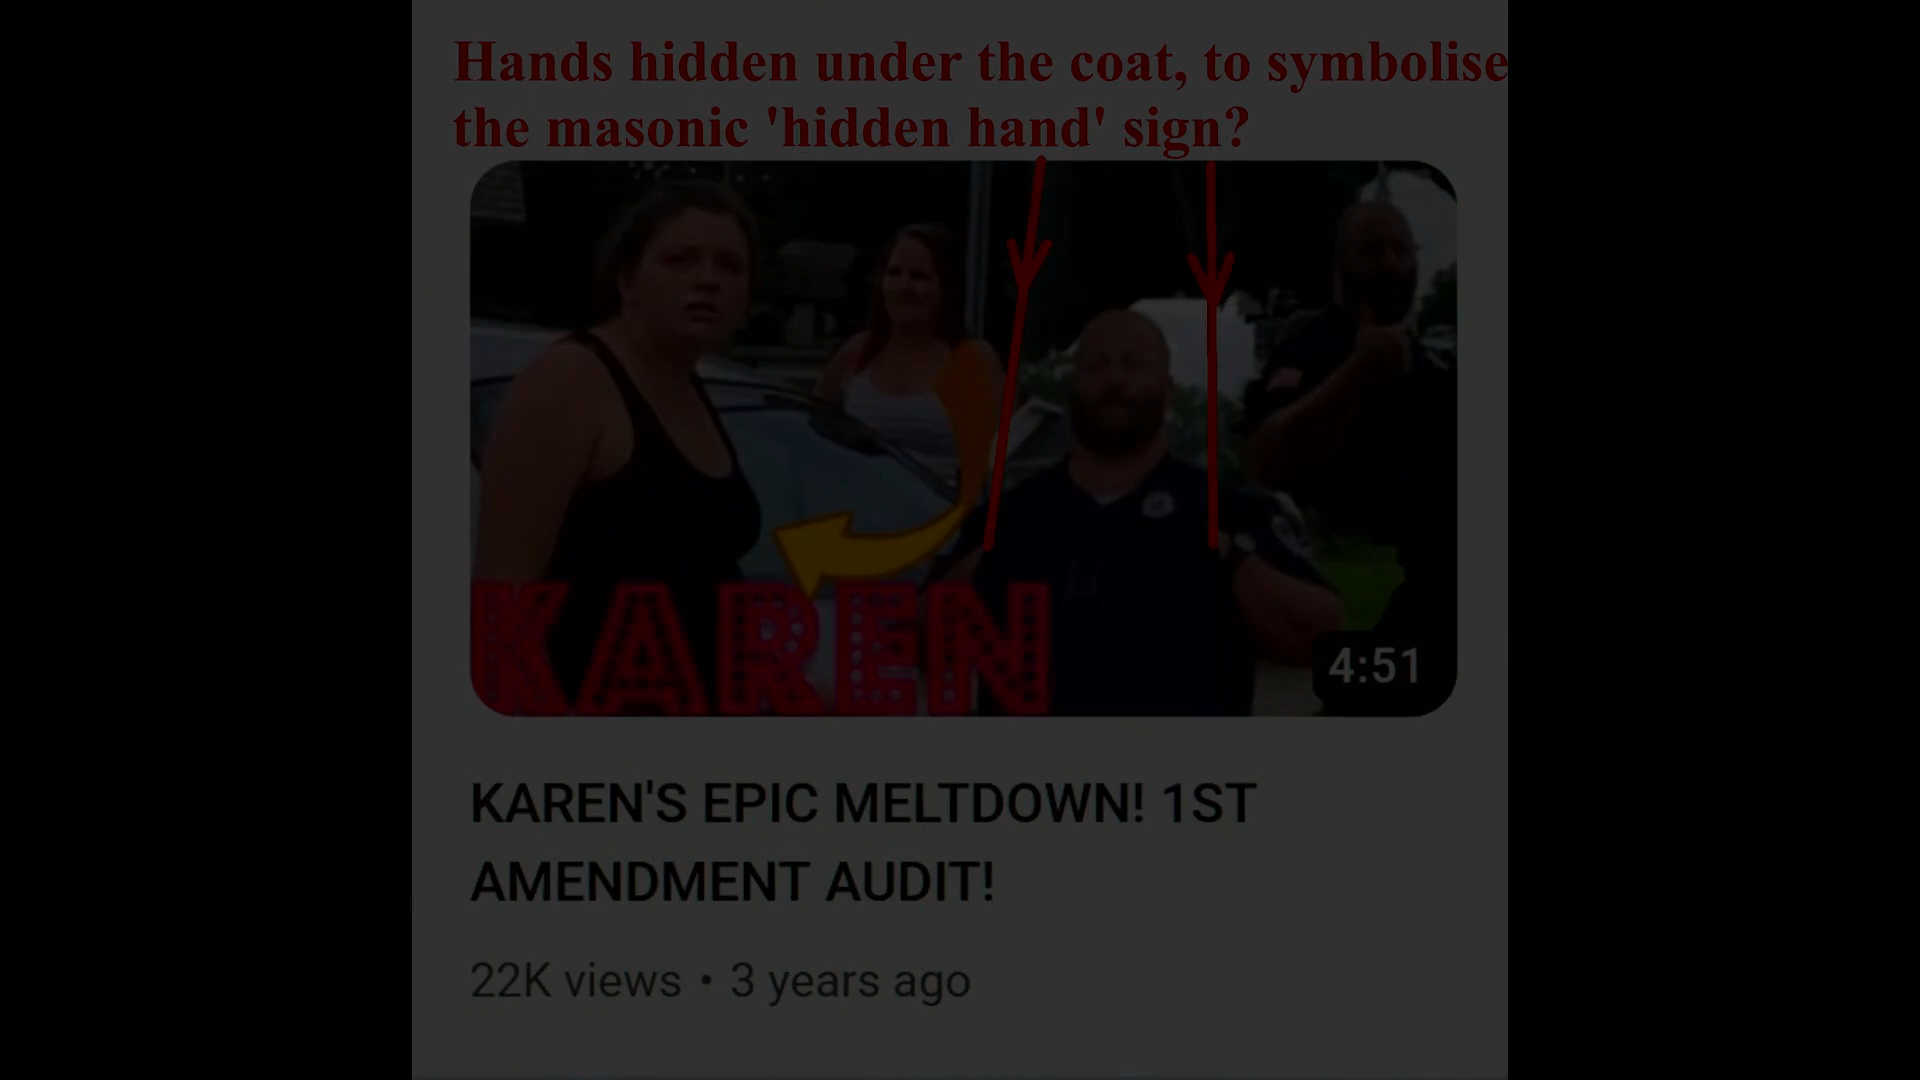 Hands hidden under the coat, to symbolise
the masonic 'hidden hand' sign?
KAREN
4:51
KAREN'S EPIC MELTDOWN! 1ST
AMENDMENT AUDIT!
22K views • 3 years ago